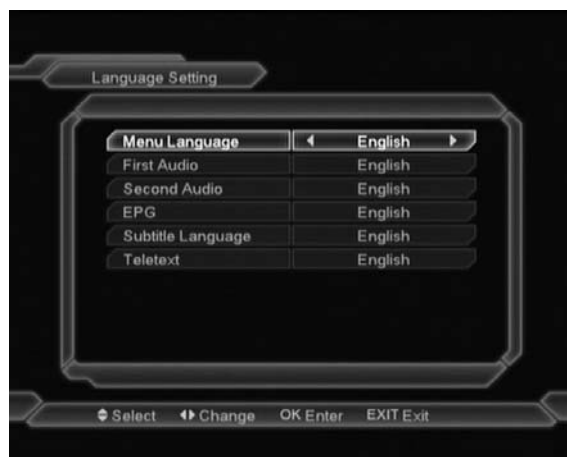 Language Setting
Menu Language English
First Audio English
Second Audio English
EPG English
Subtitle Language English
Teletext English
Select Change OK Enter EXIT Exit